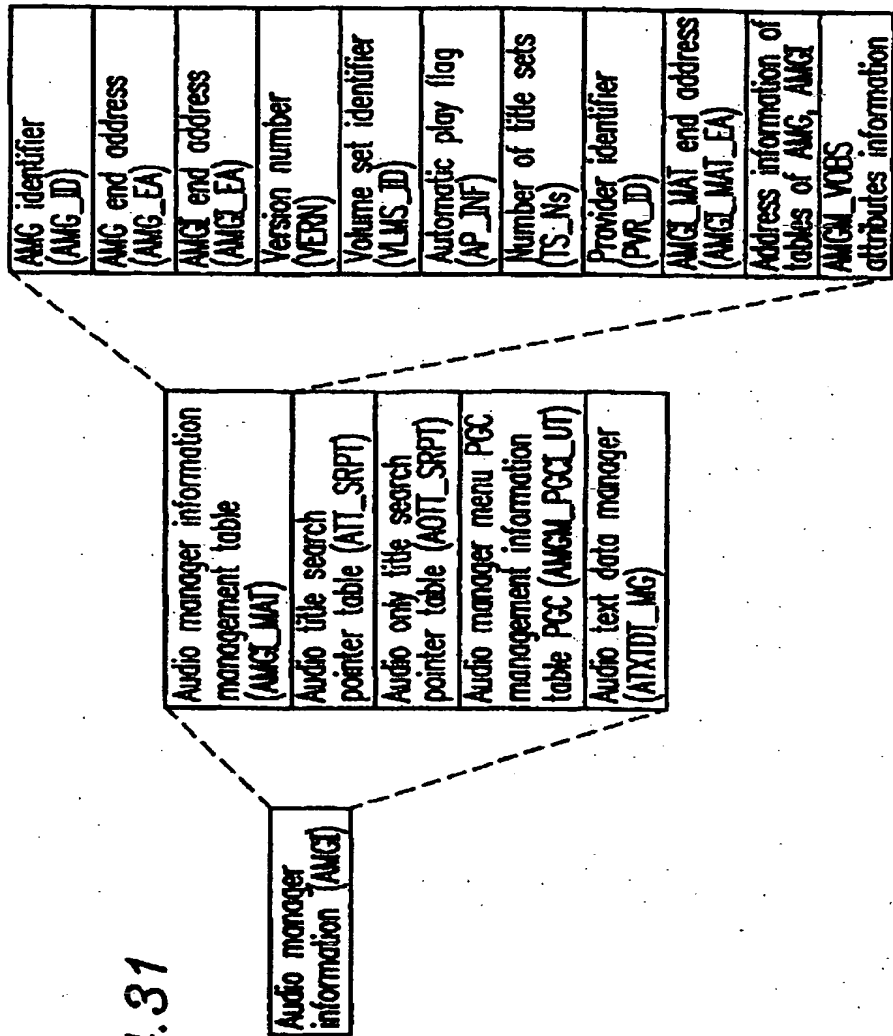 .31
Audio manager
information (AMGI)
Audio manager information
management table
(AMGI_MAT)
Audio title search
pointer table (ATT_SRPT)
Audio only title search
pointer table (AOTT_SRPT)
Audio manager menu PGC
management information
table PGC (AMGM_PGCI_UT)
Audio text data manager
(ATXTDT_MG)
AMG identifier
(AMG_ID)
AMG end address
(AMG_EA)
AMGI end address
(AMGI_EA)
Version number
(VERN)
Volume set identifier
(VLMS_ID)
Automatic play flag
(AP_INF)
Number of title sets
(TS_Ns)
Provider identifier
(PVR_ID)
AMGI_MAT end address
(AMGI_MAT_EA)
Address information of
tables of AMG, AMGI
AMGM_VOBS
attributes information